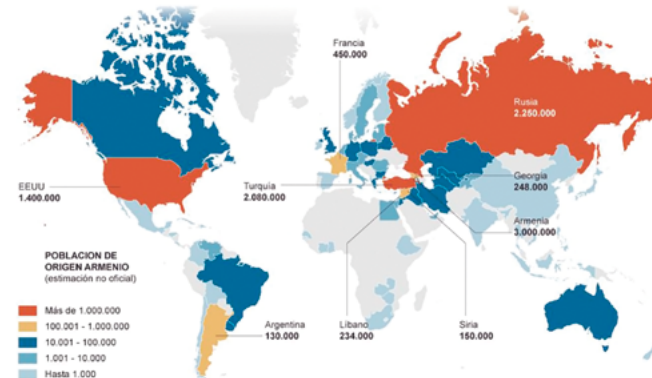 Francia
450.000
Rusia
2.250.000
EEUU
1.400.000
Turquia
2.080.000
Georgia
248.000
Armenia
3.000.000
POBLACION DE
ORIGEN ARMENIO
(estimación no oficial)
Más de 1.000.000
100.001 - 1.000.000
10.001 - 100.000
1.001 - 10.000
Hasta 1.000
Argentina
130.000
Libano
234.000
Siria
150.000